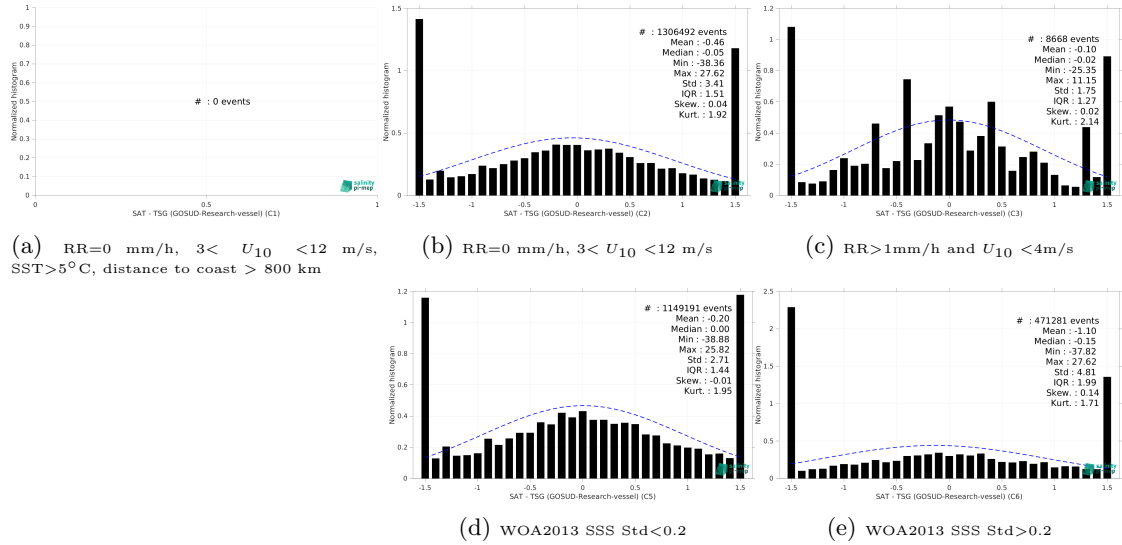 1
0.9
0.8
0.7
0.6
0.5
0.4
0.3
0.2
0.1
0
Normalized histogram
# : 0 events
salinity
pi-mep
0 0.5 1
SAT - TSG (GOSUD-Research-vessel) (C1)
(a) RR=0 mm/h, 3< U10 <12 m/s,
SST>5°C, distance to coast > 800 km
1.5
1
0.5
0
Normalized histogram
# : 1306492 events
Mean : -0.46
Median : -0.05
Min : -38.36
Max : 27.62
Std : 3.41
IQR : 1.51
Skew. : 0.04
Kurt. : 1.92
salinity
pi-mep
-1.5 -1 -0.5 0 0.5 1 1.5
SAT - TSG (GOSUD-Research-vessel) (C2)
(b) RR=0 mm/h, 3< U10 <12 m/s
1.2
1
0.8
0.6
0.4
0.2
0
Normalized histogram
# : 8668 events
Mean : -0.10
Median : -0.02
Min : -25.35
Max : 11.15
Std : 1.75
IQR : 1.27
Skew. : 0.02
Kurt. : 2.14
salinity
pi-mep
-1.5 -1 -0.5 0 0.5 1 1.5
SAT - TSG (GOSUD-Research-vessel) (C3)
(c) RR>1mm/h and U10 <4m/s
1.2
1
0.8
0.6
0.4
0.2
0
Normalized histogram
# : 1149191 events
Mean : -0.20
Median : 0.00
Min : -38.88
Max : 25.82
Std : 2.71
IQR : 1.44
Skew. : -0.01
Kurt. : 1.95
salinity
pi-mep
-1.5 -1 -0.5 0 0.5 1 1.5
SAT - TSG (GOSUD-Research-vessel) (C5)
(d) WOA2013 SSS Std<0.2
2.5
2
1.5
1
0.5
0
Normalized histogram
# : 471281 events
Mean : -1.10
Median : -0.15
Min : -37.82
Max : 27.62
Std : 4.81
IQR : 1.99
Skew. : 0.14
Kurt. : 1.71
salinity
pi-mep
-1.5 -1 -0.5 0 0.5 1 1.5
SAT - TSG (GOSUD-Research-vessel) (C6)
(e) WOA2013 SSS Std>0.2